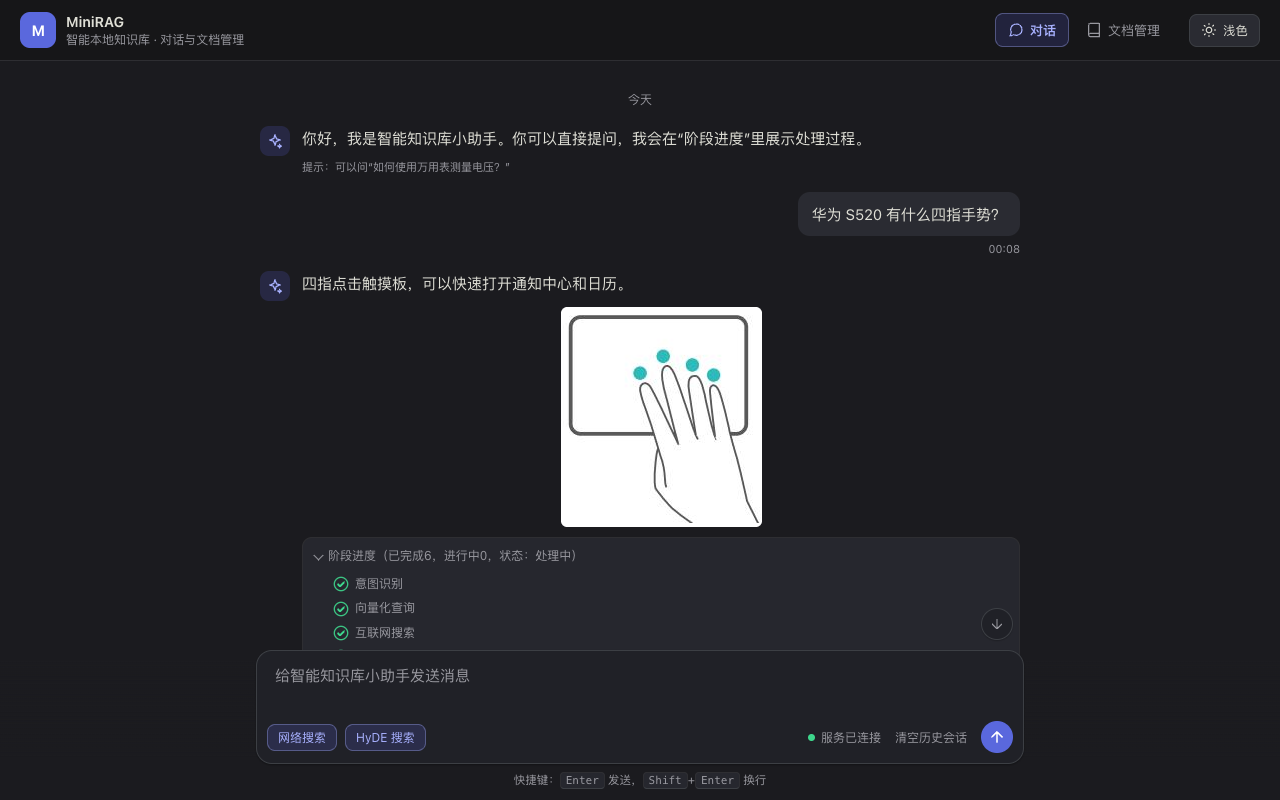 M
MiniRAG
智能本地知识库 · 对话与文档管理
对话
文档管理
浅色
今天
你好，我是智能知识库小助手。你可以直接提问，我会在“阶段进度”里展示处理过程。
提示：可以问“如何使用万用表测量电压？”
华为 S520 有什么四指手势?
00:08
四指点击触摸板，可以快速打开通知中心和日历。
阶段进度（已完成6，进行中0，状态：处理中）
意图识别
向量化查询
互联网搜索
给智能知识库小助手发送消息
网络搜索
HyDE 搜索
服务已连接
清空历史会话
快捷键：Enter 发送，Shift+Enter 换行